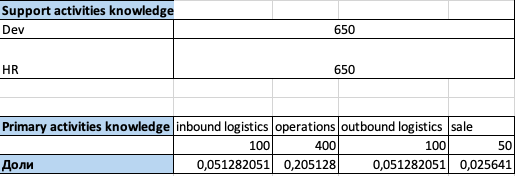 Support activities knowledge
Dev 650
HR 650
Primary activities knowledge inbound logistics operations outbound logistics sale
100 400 100 50
Доли 0,051282051 0,205128 0,051282051 0,025641